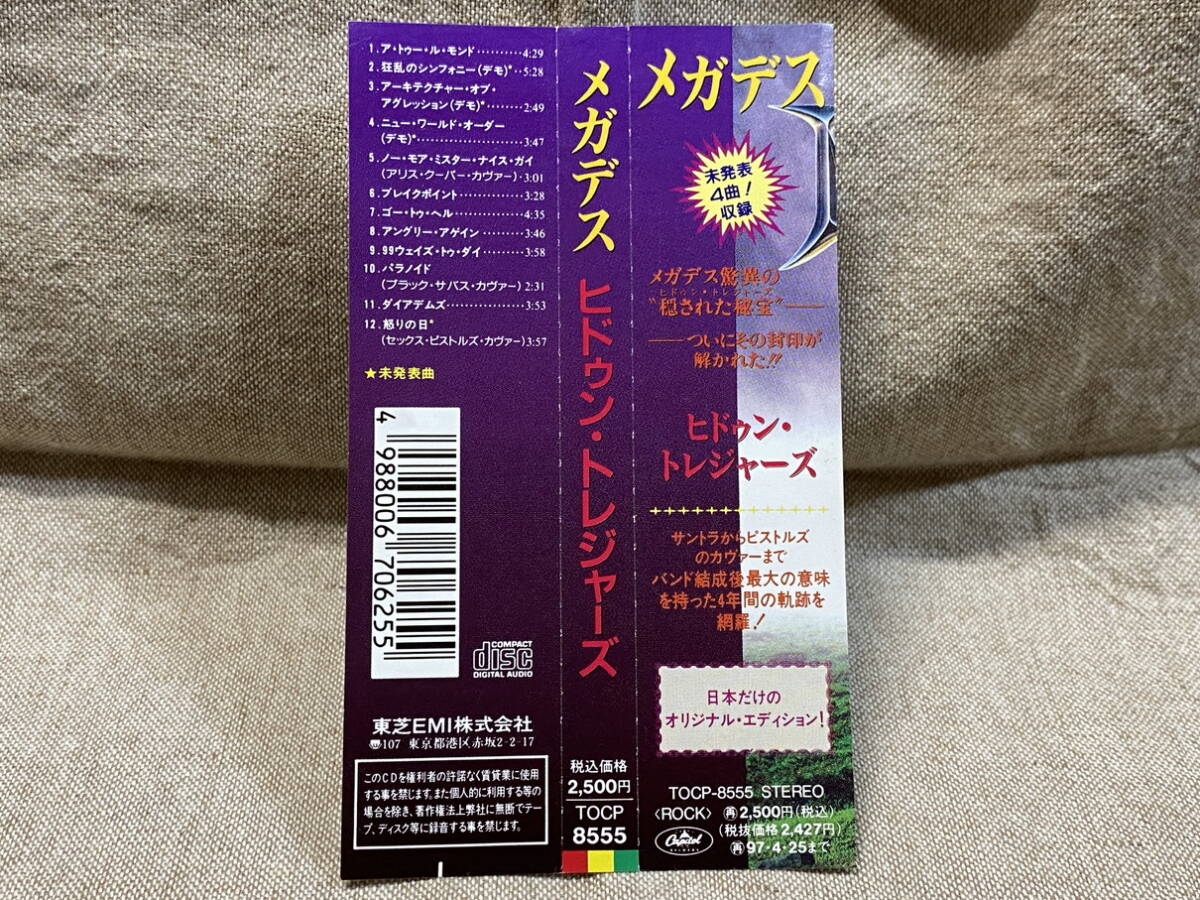 1.ア・トゥー・ル・モンド··········4:29
2.狂乱のシンフォニー(デモ)*··5:28
3.アーキテクチャー・オブ・
アグレッション(デモ)*········2:49
4.ニュー・ワールド・オーダー
(デモ)*·······················3:47
5.ノー・モア・ミスター・ナイス・ガイ
(アリス・クーパー・カヴァー)·3:01
6.ブレイクポイント··············3:28
7.ゴー・トゥ・ヘル··············4:35
8.アングリー・アゲイン·········3:46
9.99ウェイズ・トゥ・ダイ·········3:58
10.パラノイド
(ブラック・サバス・カヴァー)2:31
11.ダイアデムズ·················3:53
12.怒りの日*
(セックス・ピストルズ・カヴァー)3:57
★未発表曲
4 988006 706255
COMPACT
disc
DIGITAL AUDIO
東芝EMI株式会社
〒107 東京都港区赤坂2-2-17
このCDを権利者の許諾なく賃貸業に使用
する事を禁じます。また個人的に利用する等の
場合を除き、著作権法上弊社に無断でテー
プ、ディスク等に録音する事を禁じます。
メガデス
ヒドゥン・トレジャーズ
税込価格
2,500円
TOCP
8555
メガデス
未発表
4曲!
収録
メガデス驚異の
ヒドゥン・トレジャーズ
“隠された秘宝”——
——ついにその封印が
解かれた!!
ヒドゥン・
トレジャーズ
サントラからピストルズ
のカヴァーまで
バンド結成後最大の意味
を持った4年間の軌跡を
網羅!
日本だけの
オリジナル・エディション!
TOCP-8555 STEREO
〈ROCK〉 再2,500円(税込)
(税抜価格2,427円)
Capitol
RECORDS
再97・4・25まで